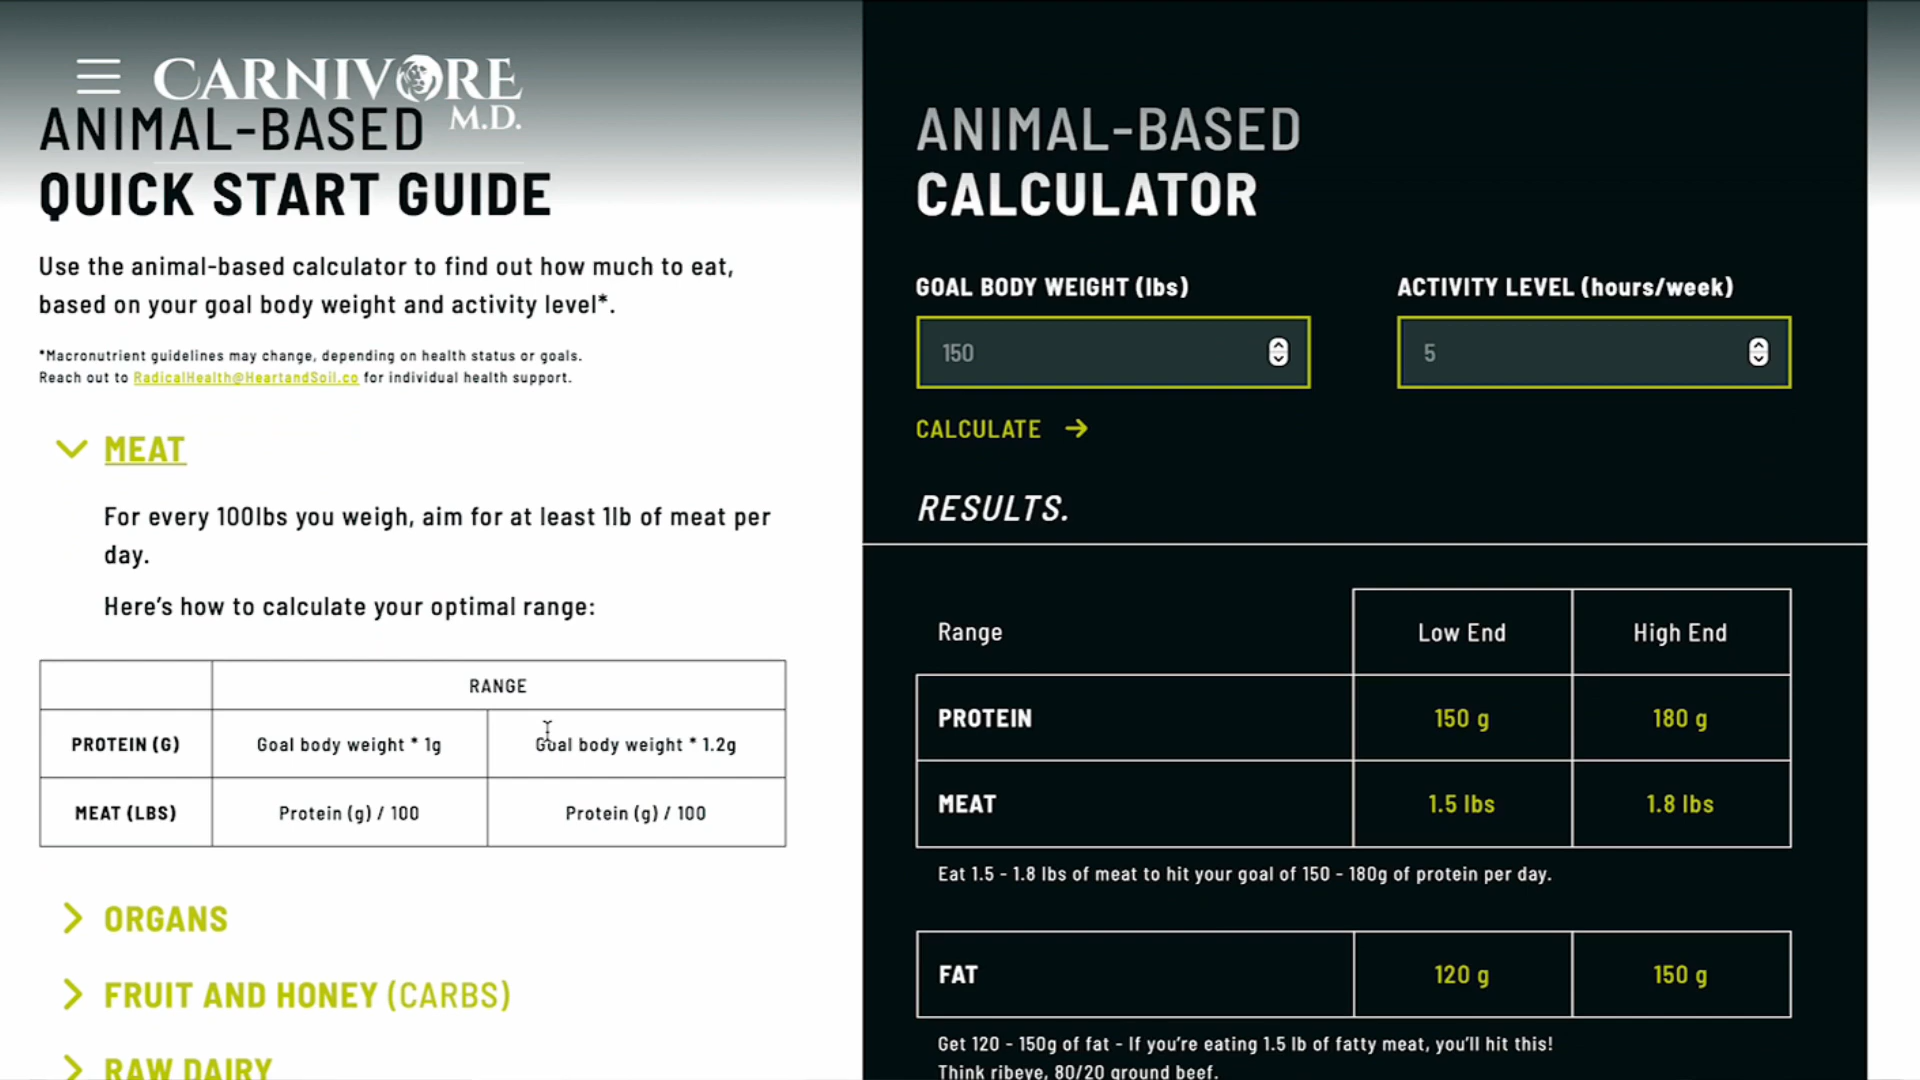 CARNIVORE
M.D.
ANIMAL-BASED
QUICK START GUIDE
Use the animal-based calculator to find out how much to eat,
based on your goal body weight and activity level*.
*Macronutrient guidelines may change, depending on health status or goals.
Reach out to RadicalHealth@HeartandSoil.co for individual health support.
MEAT
For every 100lbs you weigh, aim for at least 1lb of meat per
day.
Here's how to calculate your optimal range:
RANGE
PROTEIN (G) Goal body weight * 1g Goal body weight * 1.2g
MEAT (LBS) Protein (g) / 100 Protein (g) / 100
ORGANS
FRUIT AND HONEY (CARBS)
RAW DAIRY
ANIMAL-BASED
CALCULATOR
GOAL BODY WEIGHT (lbs) ACTIVITY LEVEL (hours/week)
150 5
CALCULATE
RESULTS.
Range Low End High End
PROTEIN 150 g 180 g
MEAT 1.5 lbs 1.8 lbs
Eat 1.5 - 1.8 lbs of meat to hit your goal of 150 - 180g of protein per day.
FAT 120 g 150 g
Get 120 - 150g of fat - If you're eating 1.5 lb of fatty meat, you'll hit this!
Think ribeye, 80/20 ground beef.